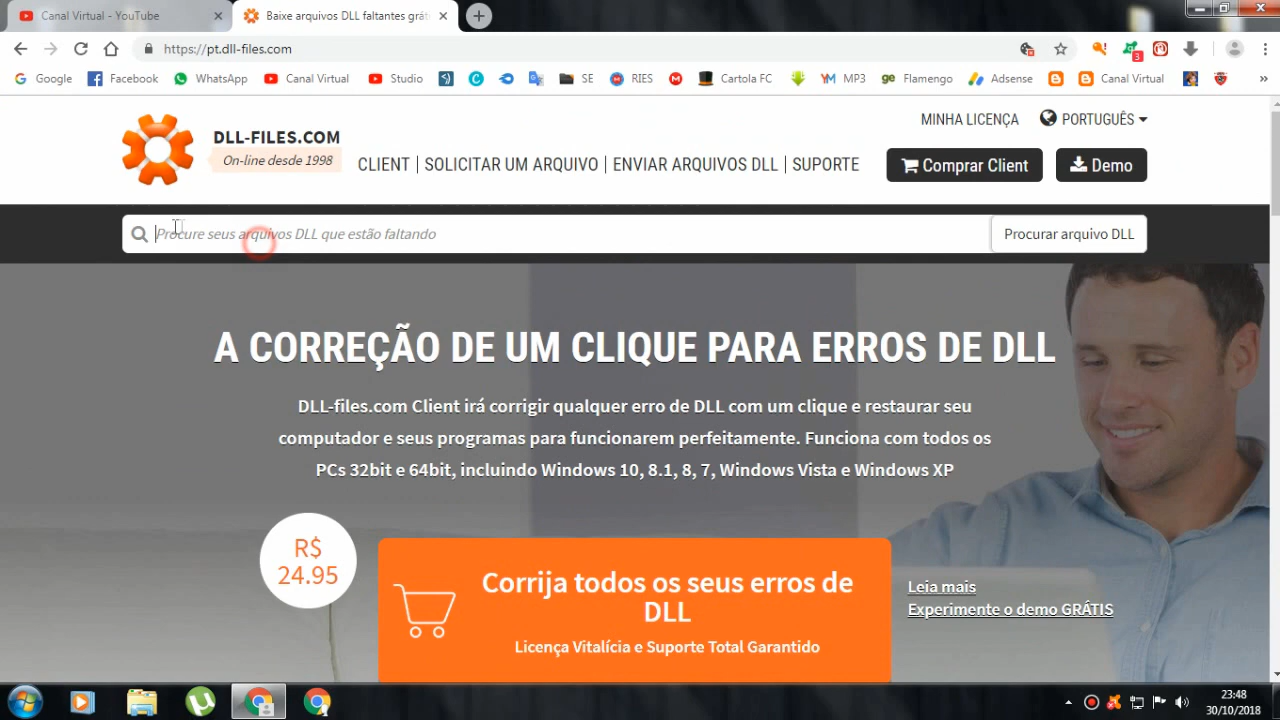 Canal Virtual - YouTube
Baixe arquivos DLL faltantes grát
https://pt.dll-files.com
3
Google
Facebook
WhatsApp
Canal Virtual
Studio
SE
RIES
Cartola FC
MP3
ge
Flamengo
Adsense
Canal Virtual
»
DLL-FILES.COM
On-line desde 1998
MINHA LICENÇA
PORTUGUÊS
CLIENT | SOLICITAR UM ARQUIVO | ENVIAR ARQUIVOS DLL | SUPORTE
Comprar Client
Demo
Procure seus arquivos DLL que estão faltando
Procurar arquivo DLL
A CORREÇÃO DE UM CLIQUE PARA ERROS DE DLL
DLL-files.com Client irá corrigir qualquer erro de DLL com um clique e restaurar seu
computador e seus programas para funcionarem perfeitamente. Funciona com todos os
PCs 32bit e 64bit, incluindo Windows 10, 8.1, 8, 7, Windows Vista e Windows XP
R$
24.95
Corrija todos os seus erros de
DLL
Licença Vitalícia e Suporte Total Garantido
Leia mais
Experimente o demo GRÁTIS
23:48
30/10/2018